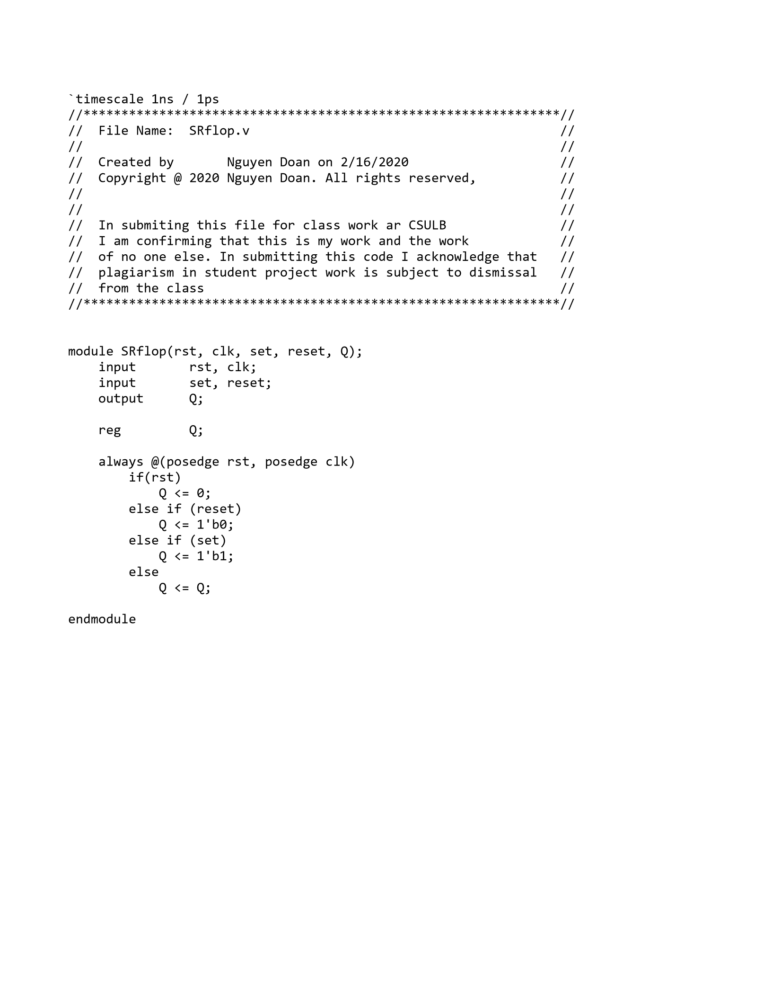 `timescale 1ns / 1ps
//***************************************************************//
//  File Name:  SRflop.v                                         //
//                                                               //
//  Created by       Nguyen Doan on 2/16/2020                    //
//  Copyright @ 2020 Nguyen Doan. All rights reserved,           //
//                                                               //
//                                                               //
//  In submiting this file for class work ar CSULB               //
//  I am confirming that this is my work and the work            //
//  of no one else. In submitting this code I acknowledge that   //
//  plagiarism in student project work is subject to dismissal   //
//  from the class                                               //
//***************************************************************//
module SRflop(rst, clk, set, reset, Q);
    input       rst, clk;
    input       set, reset;
    output      Q;
    reg         Q;
    always @(posedge rst, posedge clk)
        if(rst)
            Q <= 0;
        else if (reset)
            Q <= 1'b0;
        else if (set)
            Q <= 1'b1;
        else
            Q <= Q;
endmodule